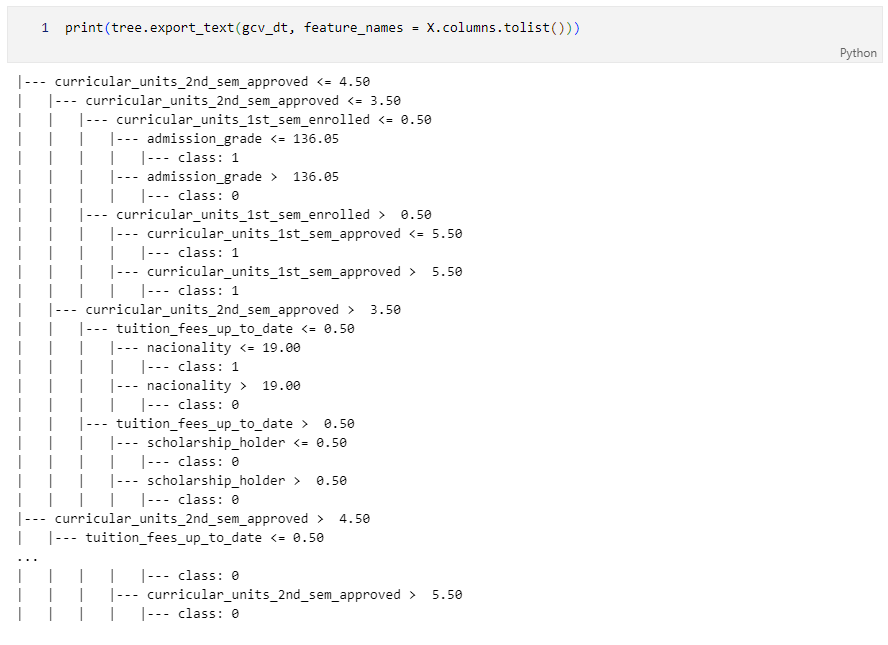 1 print(tree.export_text(gcv_dt, feature_names = X.columns.tolist()))
Python
|--- curricular_units_2nd_sem_approved <= 4.50
|   |--- curricular_units_2nd_sem_approved <= 3.50
|   |   |--- curricular_units_1st_sem_enrolled <= 0.50
|   |   |   |--- admission_grade <= 136.05
|   |   |   |   |--- class: 1
|   |   |   |--- admission_grade >  136.05
|   |   |   |   |--- class: 0
|   |   |--- curricular_units_1st_sem_enrolled >  0.50
|   |   |   |--- curricular_units_1st_sem_approved <= 5.50
|   |   |   |   |--- class: 1
|   |   |   |--- curricular_units_1st_sem_approved >  5.50
|   |   |   |   |--- class: 1
|   |--- curricular_units_2nd_sem_approved >  3.50
|   |   |--- tuition_fees_up_to_date <= 0.50
|   |   |   |--- nacionality <= 19.00
|   |   |   |   |--- class: 1
|   |   |   |--- nacionality >  19.00
|   |   |   |   |--- class: 0
|   |   |--- tuition_fees_up_to_date >  0.50
|   |   |   |--- scholarship_holder <= 0.50
|   |   |   |   |--- class: 0
|   |   |   |--- scholarship_holder >  0.50
|   |   |   |   |--- class: 0
|--- curricular_units_2nd_sem_approved >  4.50
|   |--- tuition_fees_up_to_date <= 0.50
...
|   |   |   |   |--- class: 0
|   |   |   |--- curricular_units_2nd_sem_approved >  5.50
|   |   |   |   |--- class: 0